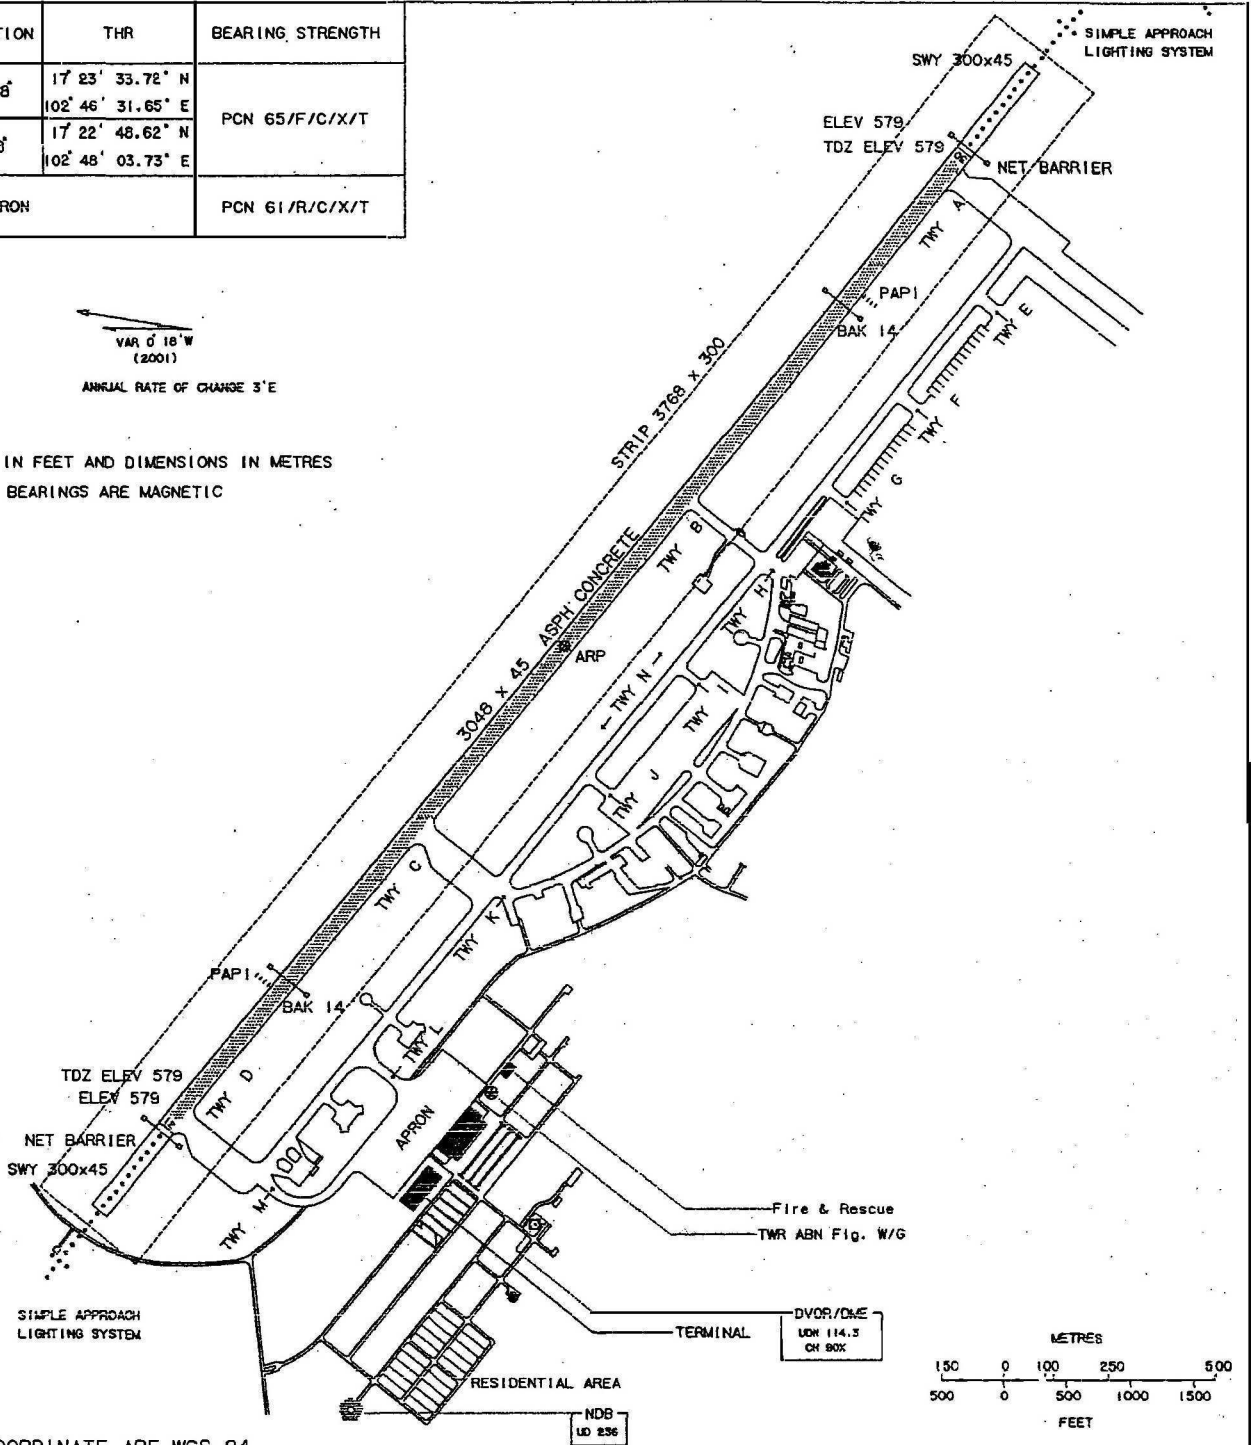 THR
BEARING STRENGTH
17° 23' 33.72" N
102° 46' 31.65" E
PCN 65/F/C/X/T
17° 22' 48.62" N
102° 48' 03.73" E
PCN 61/R/C/X/T
SIMPLE APPROACH
LIGHTING SYSTEM
SWY 300x45
ELEV 579
TDZ ELEV 579
NET BARRIER
TWY A
PAPI
BAK 14
TWY E
VAR 0° 18' W
(2001)
ANNUAL RATE OF CHANGE 3'E
STRIP 3768 x 300
TWY F
IN FEET AND DIMENSIONS IN METRES
BEARINGS ARE MAGNETIC
TWY G
TWY B
3048 x 45 ASPH CONCRETE
TWY H
ARP
TWY N
TWY I
TWY J
TWY C
TWY K
PAPI
BAK 14
TWY L
TDZ ELEV 579
ELEV 579
TWY D
APRON
NET BARRIER
SWY 300x45
TWY M
Fire & Rescue
TWR ABN Flg. W/G
SIMPLE APPROACH
LIGHTING SYSTEM
DVOR/DME
UDN 114.3
CH 90X
TERMINAL
METRES
150 0 100 250 500
500 0 500 1000 1500
FEET
RESIDENTIAL AREA
NDB
UD 236